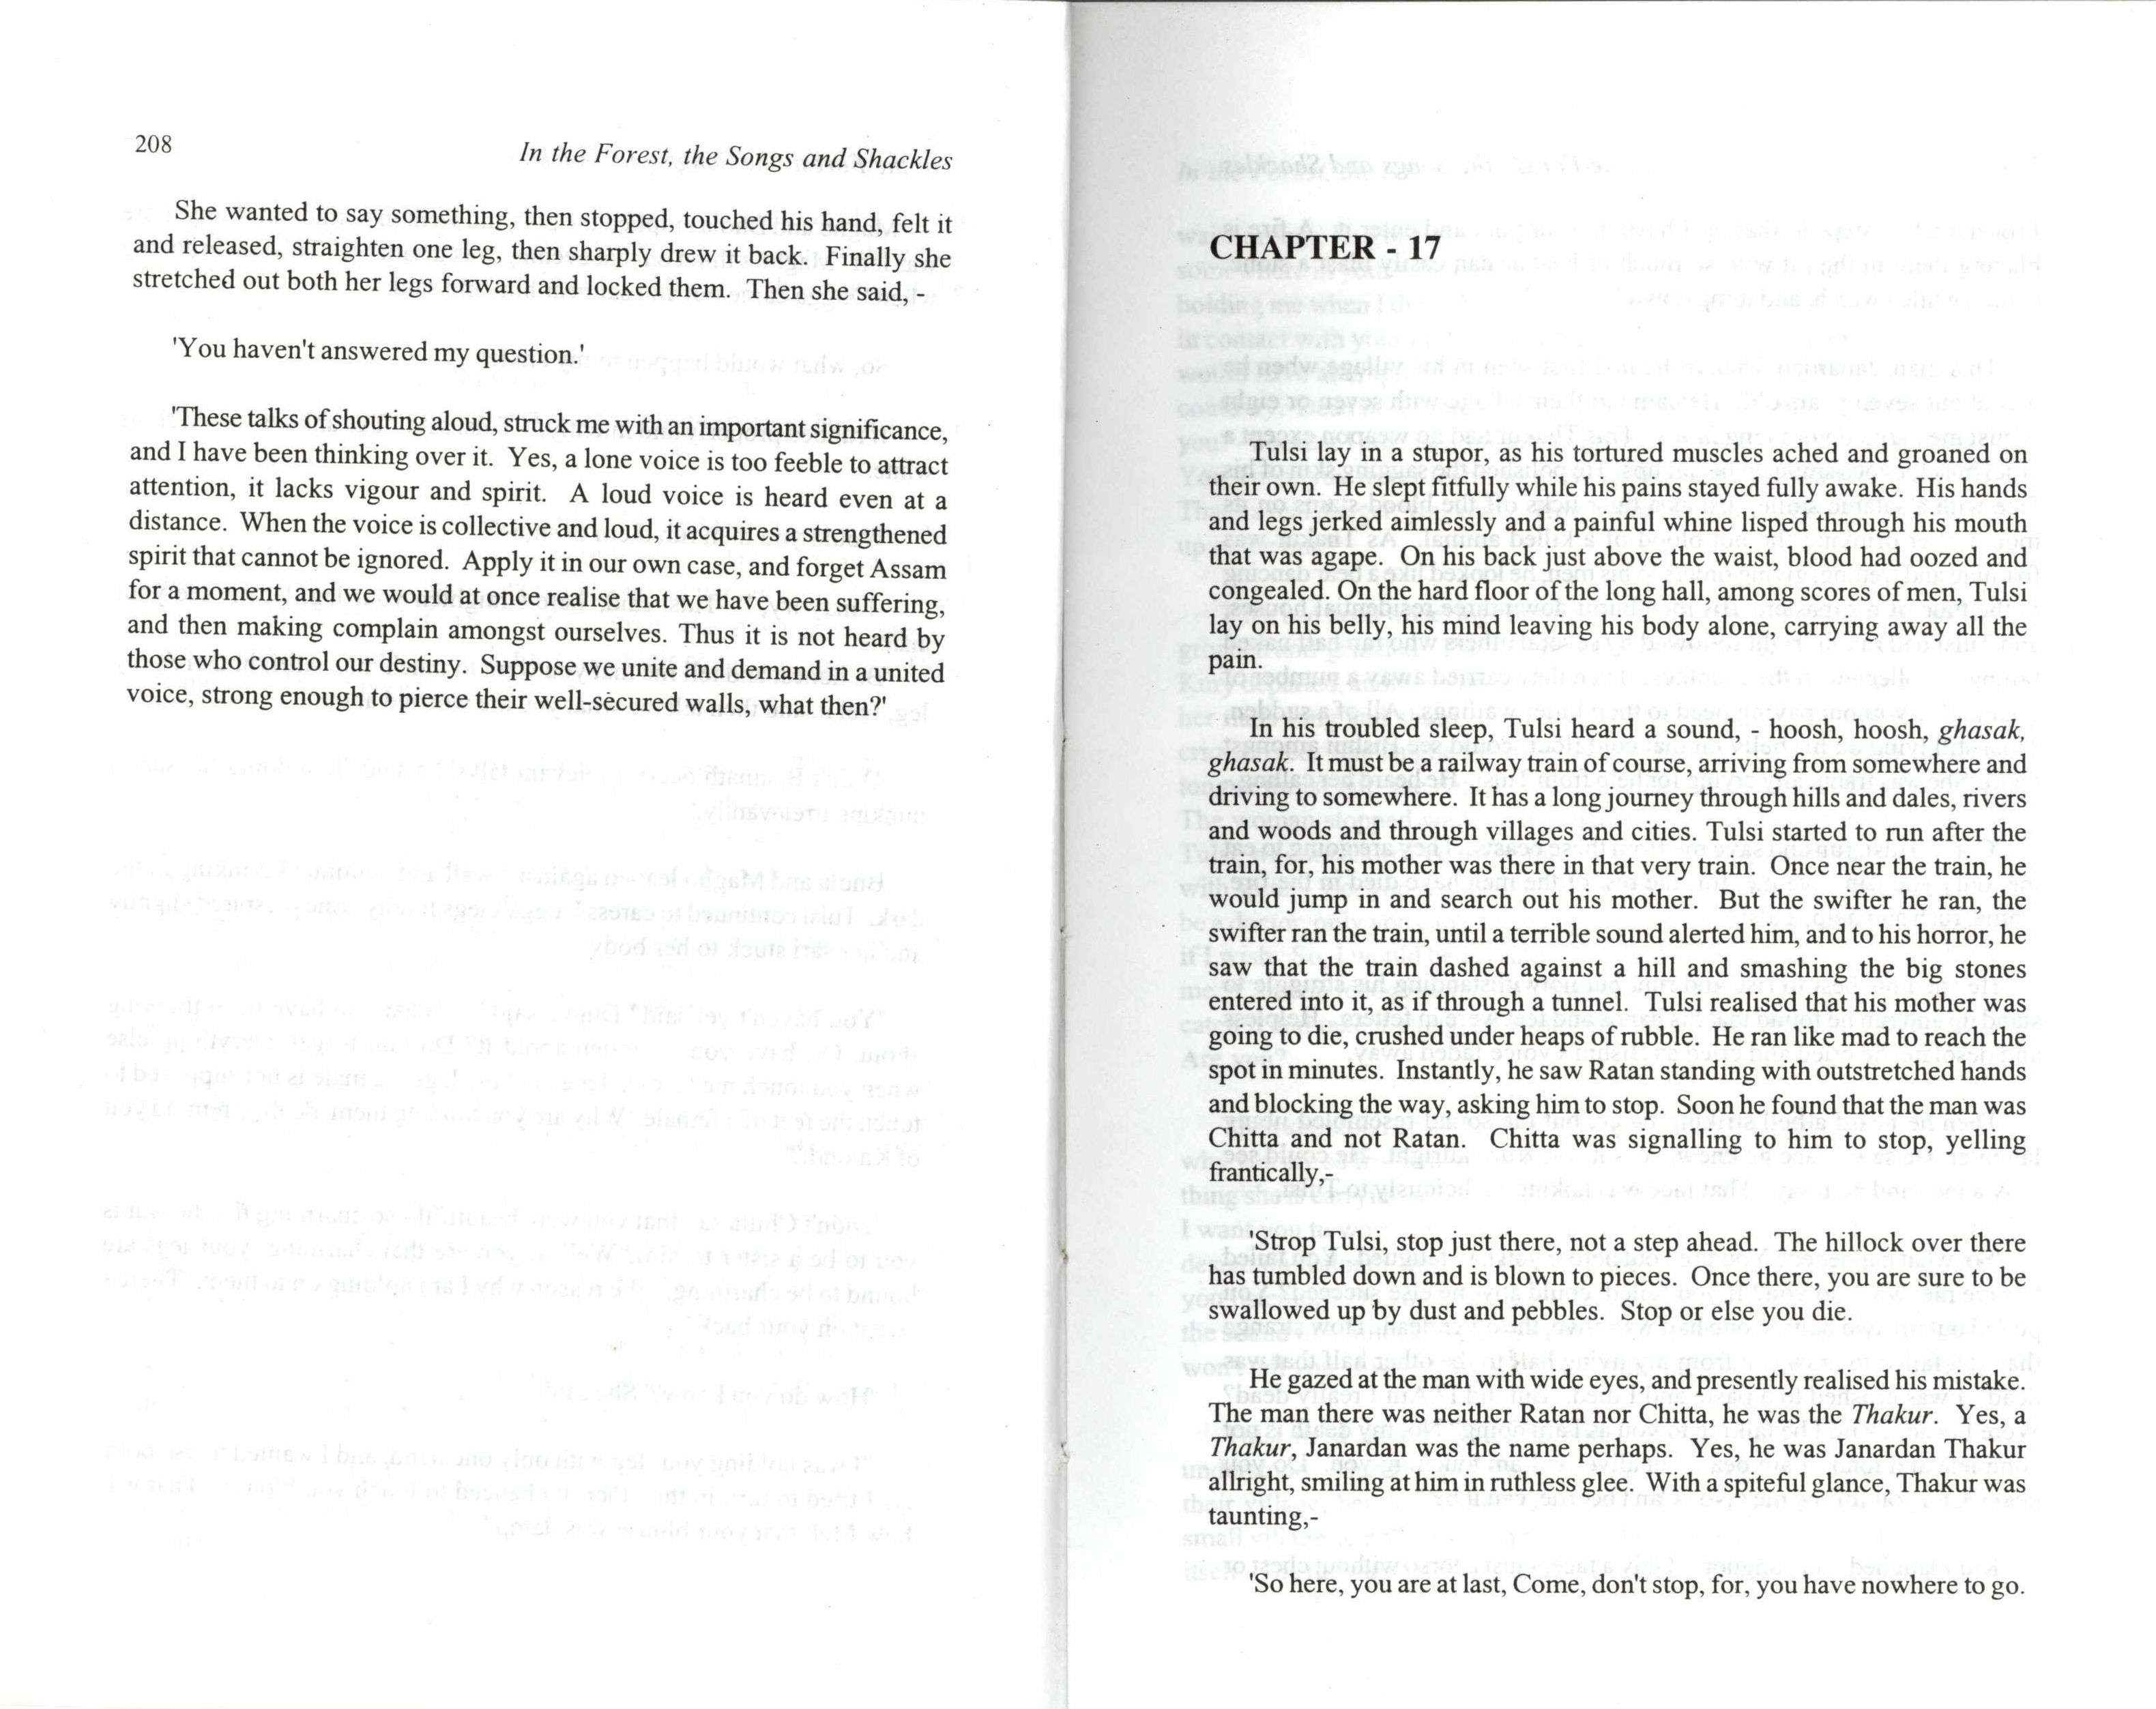 208
In the Forest, the Songs and Shackles
She wanted to say something, then stopped, touched his hand, felt it
and released, straighten one leg, then sharply drew it back. Finally she
stretched out both her legs forward and locked them. Then she said, -
'You haven't answered my question.'
'These talks of shouting aloud, struck me with an important significance,
and I have been thinking over it. Yes, a lone voice is too feeble to attract
attention, it lacks vigour and spirit. A loud voice is heard even at a
distance. When the voice is collective and loud, it acquires a strengthened
spirit that cannot be ignored. Apply it in our own case, and forget Assam
for a moment, and we would at once realise that we have been suffering,
and then making complain amongst ourselves. Thus it is not heard by
those who control our destiny. Suppose we unite and demand in a united
voice, strong enough to pierce their well-secured walls, what then?'
CHAPTER - 17
Tulsi lay in a stupor, as his tortured muscles ached and groaned on
their own. He slept fitfully while his pains stayed fully awake. His hands
and legs jerked aimlessly and a painful whine lisped through his mouth
that was agape. On his back just above the waist, blood had oozed and
congealed. On the hard floor of the long hall, among scores of men, Tulsi
lay on his belly, his mind leaving his body alone, carrying away all the
pain.
In his troubled sleep, Tulsi heard a sound, - hoosh, hoosh, ghasak,
ghasak. It must be a railway train of course, arriving from somewhere and
driving to somewhere. It has a long journey through hills and dales, rivers
and woods and through villages and cities. Tulsi started to run after the
train, for, his mother was there in that very train. Once near the train, he
would jump in and search out his mother. But the swifter he ran, the
swifter ran the train, until a terrible sound alerted him, and to his horror, he
saw that the train dashed against a hill and smashing the big stones
entered into it, as if through a tunnel. Tulsi realised that his mother was
going to die, crushed under heaps of rubble. He ran like mad to reach the
spot in minutes. Instantly, he saw Ratan standing with outstretched hands
and blocking the way, asking him to stop. Soon he found that the man was
Chitta and not Ratan. Chitta was signalling to him to stop, yelling
frantically,-
'Strop Tulsi, stop just there, not a step ahead. The hillock over there
has tumbled down and is blown to pieces. Once there, you are sure to be
swallowed up by dust and pebbles. Stop or else you die.
He gazed at the man with wide eyes, and presently realised his mistake.
The man there was neither Ratan nor Chitta, he was the Thakur. Yes, a
Thakur, Janardan was the name perhaps. Yes, he was Janardan Thakur
allright, smiling at him in ruthless glee. With a spiteful glance, Thakur was
taunting,-
'So here, you are at last, Come, don't stop, for, you have nowhere to go.